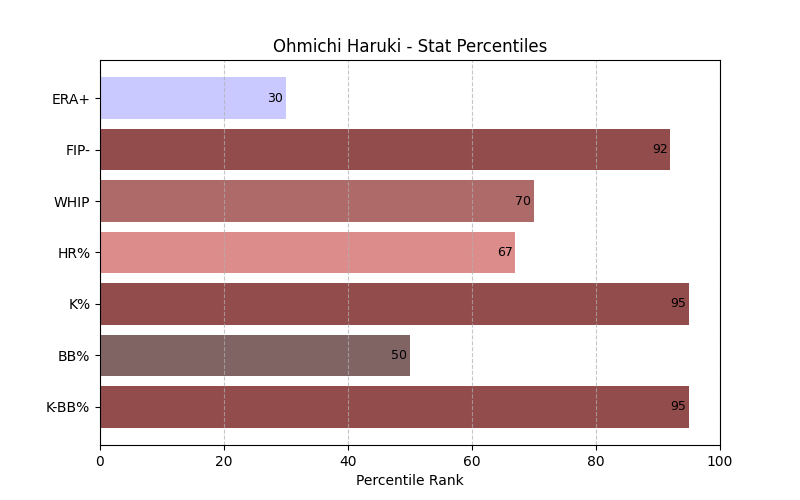 Ohmichi Haruki - Stat Percentiles
ERA+
30
FIP-
92
WHIP
70
HR%
67
K%
95
BB%
50
K-BB%
95
0 20 40 60 80 100
Percentile Rank